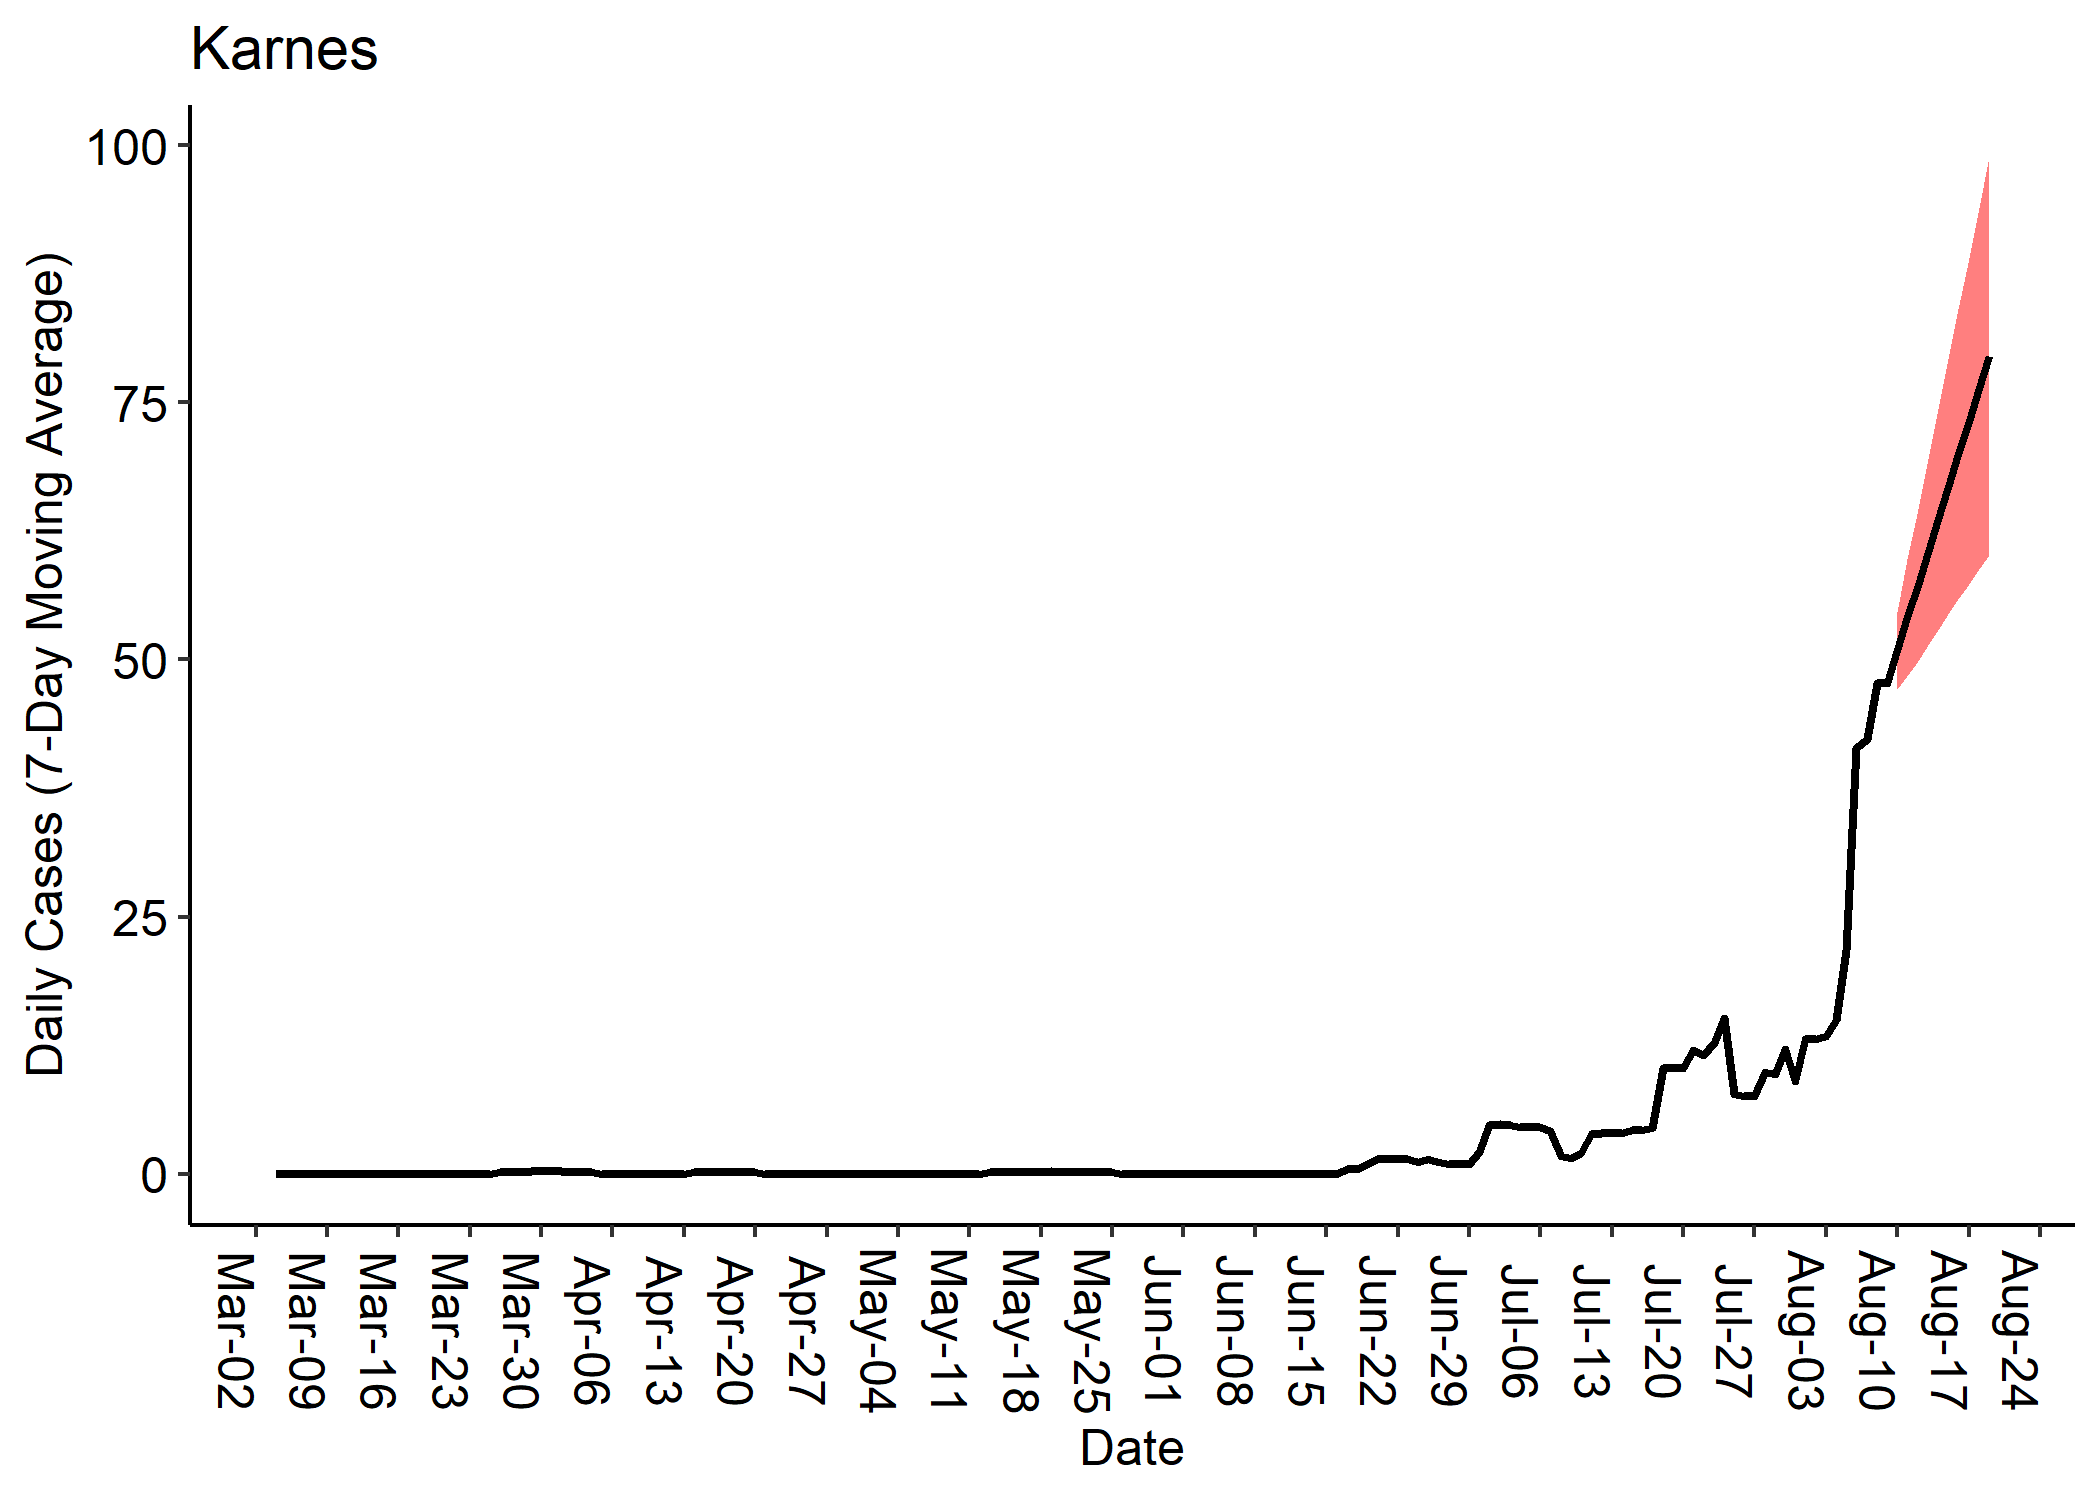 Karnes
Daily Cases (7-Day Moving Average)
100
75
50
25
0
Mar-02
Mar-09
Mar-16
Mar-23
Mar-30
Apr-06
Apr-13
Apr-20
Apr-27
May-04
May-11
May-18
May-25
Jun-01
Jun-08
Jun-15
Jun-22
Jun-29
Jul-06
Jul-13
Jul-20
Jul-27
Aug-03
Aug-10
Aug-17
Aug-24
Date